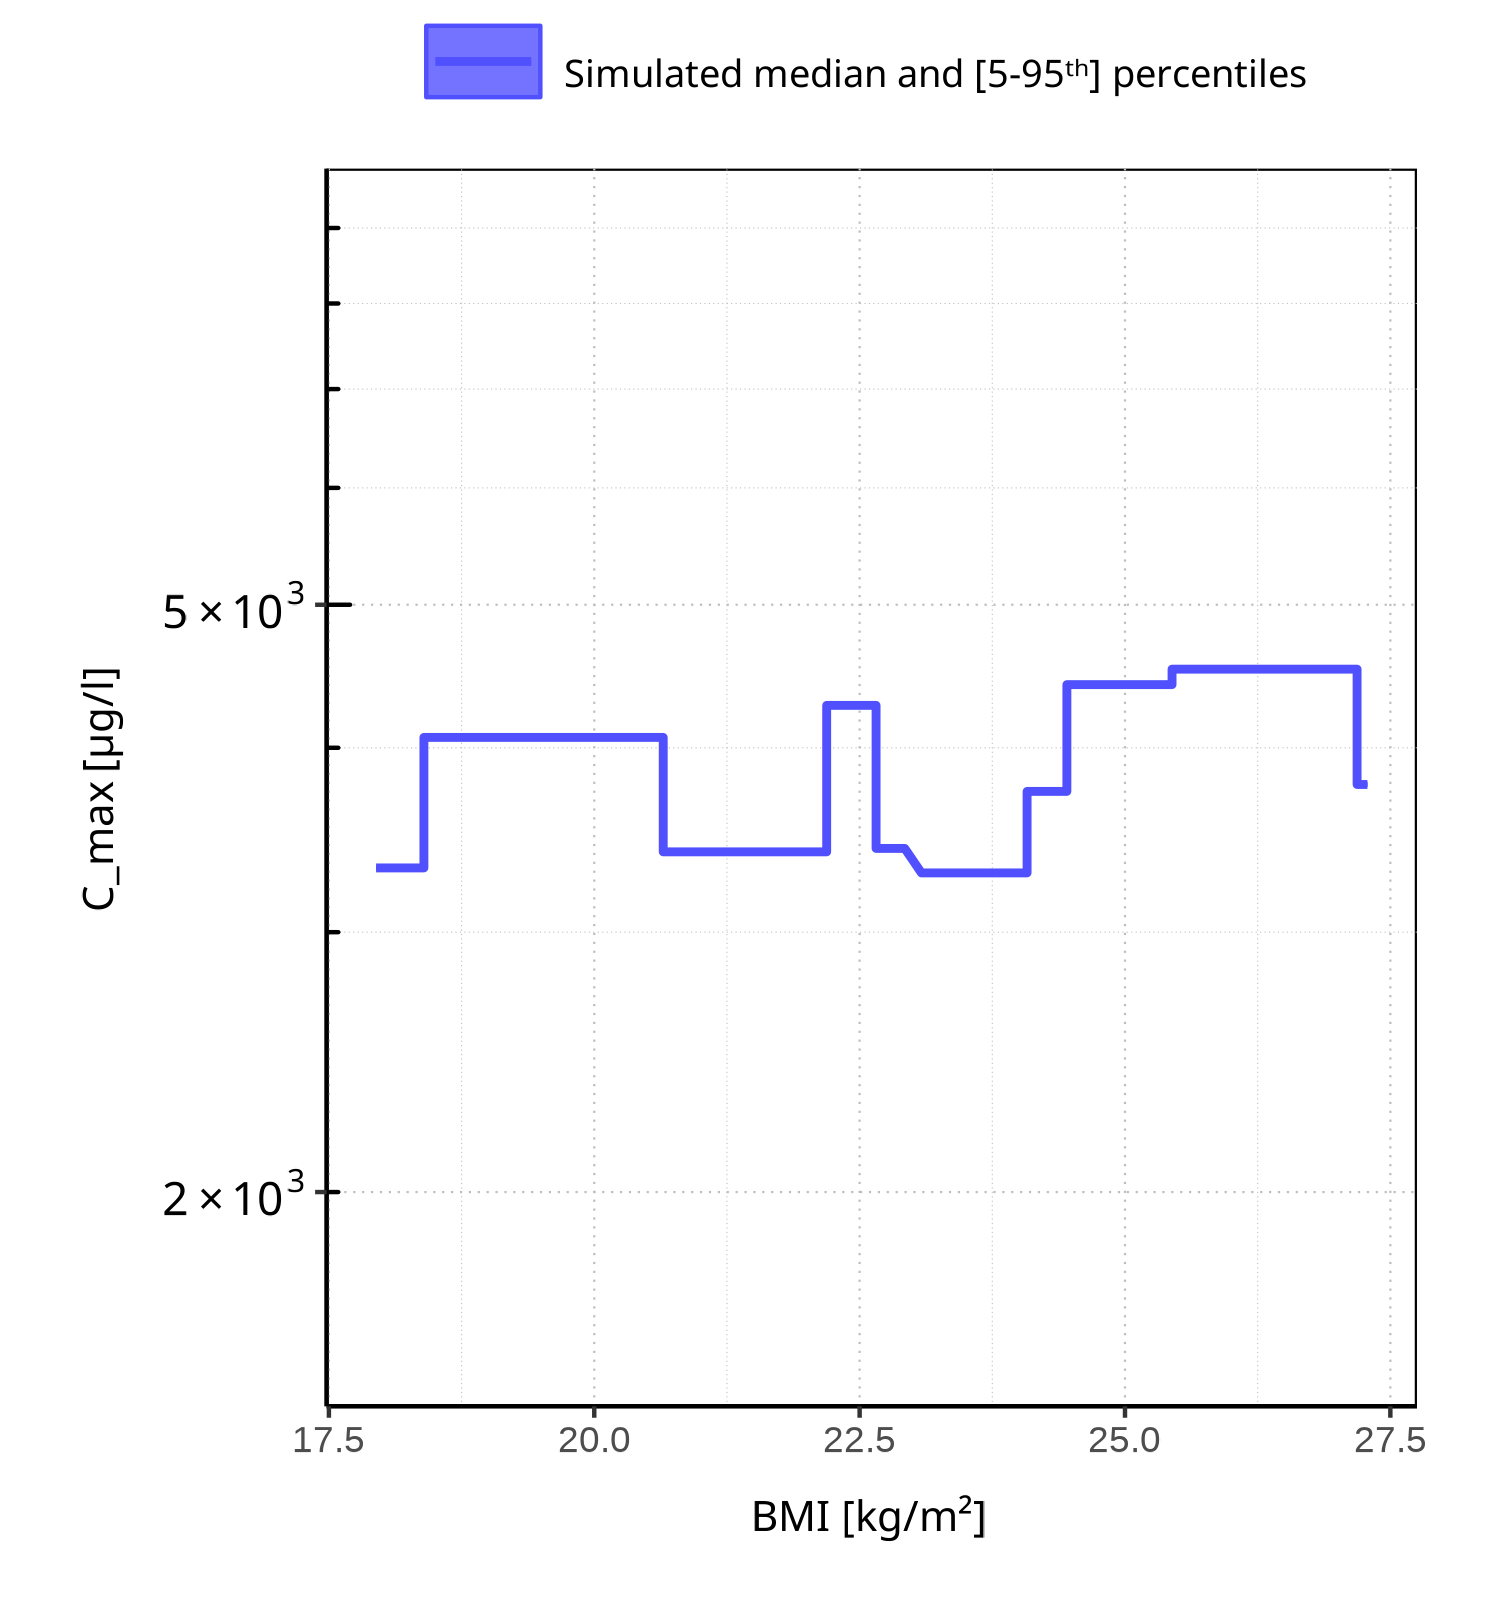 Simulated median and [5-95ᵗʰ] percentiles
5 × 10³
C_max [µg/l]
2 × 10³
17.5 20.0 22.5 25.0 27.5
BMI [kg/m²]